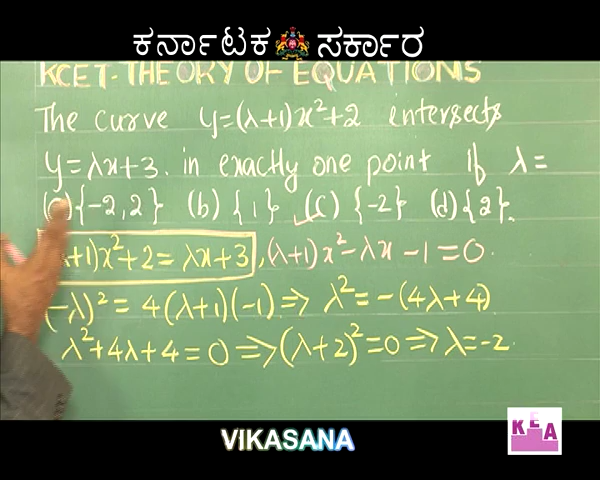 ಕರ್ನಾಟಕ ಸರ್ಕಾರ
KCET-THEORY OF EQUATIONS
The curve y=(λ+1)x²+2 intersects
y=λx+3. in exactly one point if λ=
(a) {-2,2} (b) {1} (c) {-2} (d) {2}.
+1)x²+2=λx+3, (λ+1)x²-λx-1=0.
(-λ)²=4(λ+1)(-1)⇒ λ²=-(4λ+4)
λ²+4λ+4=0⇒(λ+2)²=0⇒λ=-2.
KEA
VIKASANA